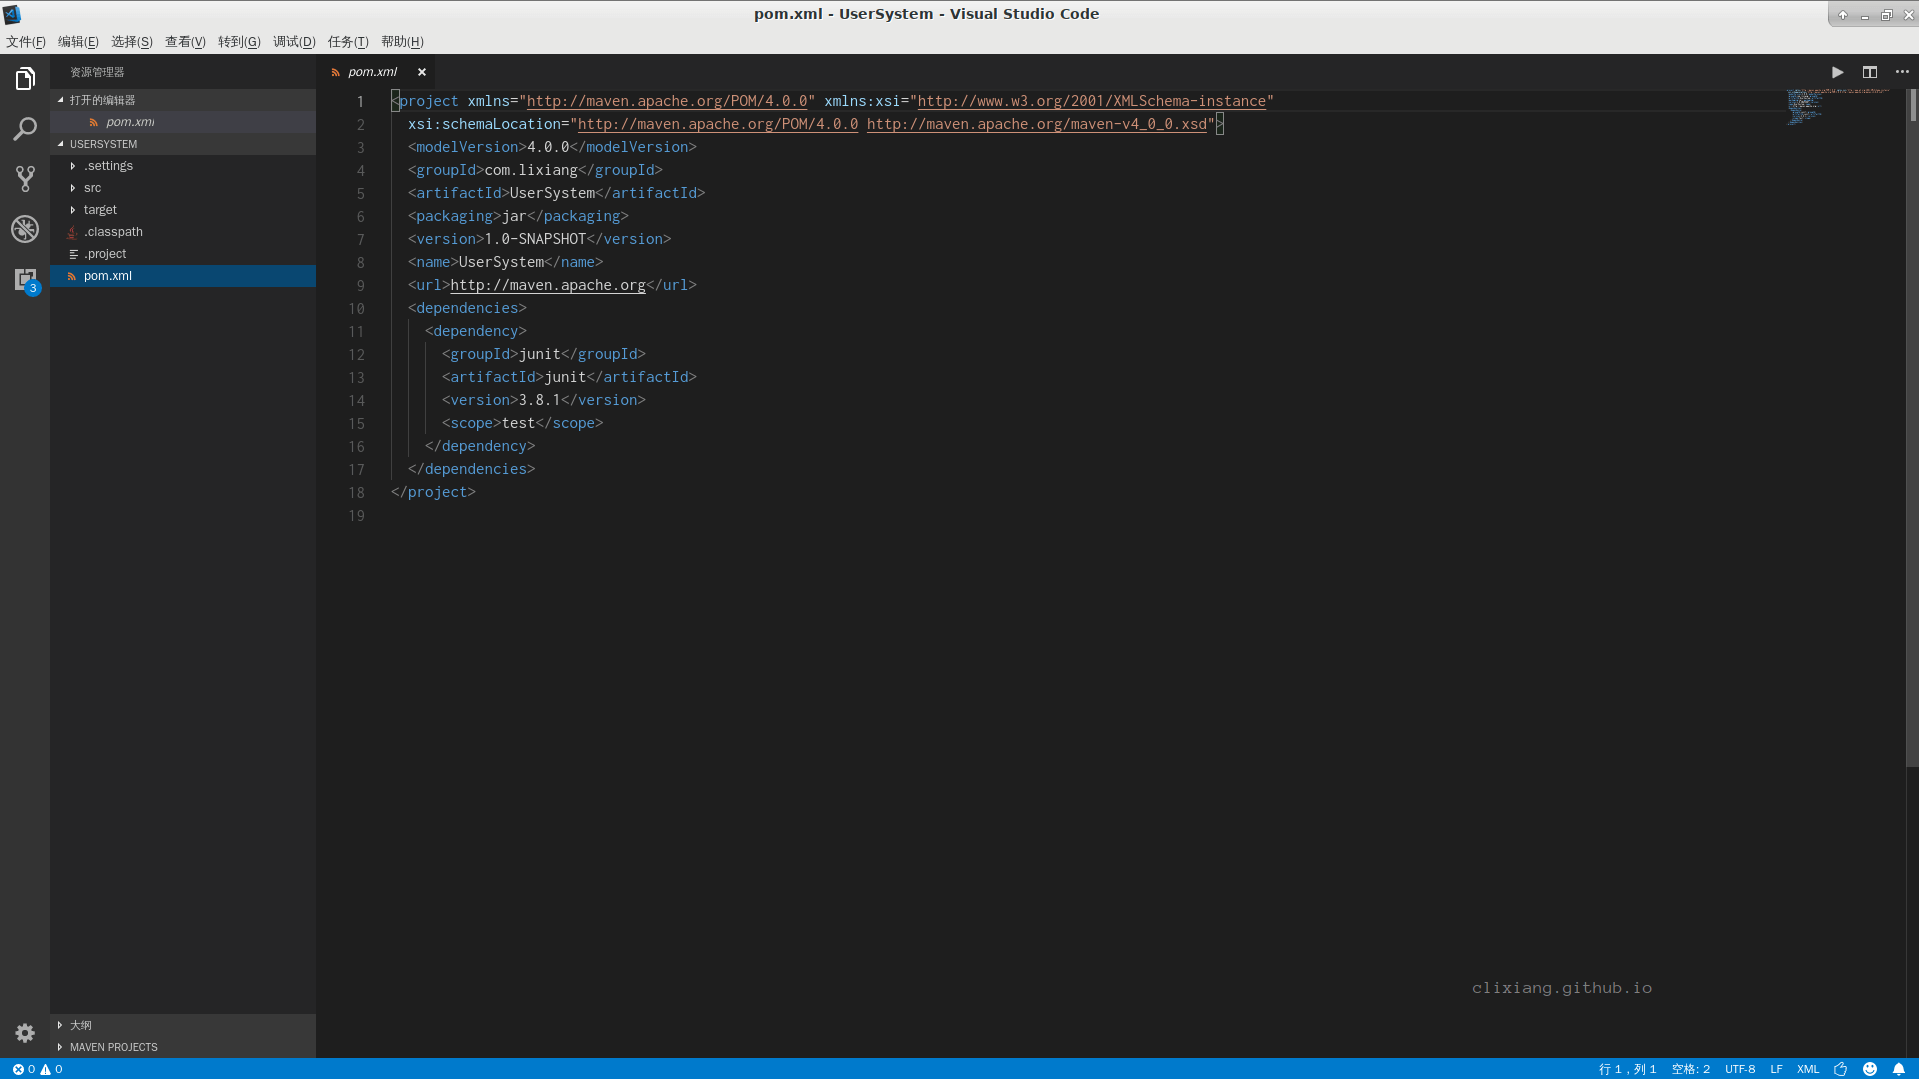 pom.xml - UserSystem - Visual Studio Code
文件(F) 编辑(E) 选择(S) 查看(V) 转到(G) 调试(D) 任务(T) 帮助(H)
资源管理器
打开的编辑器
pom.xml
USERSYSTEM
.settings
src
target
.classpath
.project
pom.xml
3
大纲
MAVEN PROJECTS
pom.xml
1 <project xmlns="http://maven.apache.org/POM/4.0.0" xmlns:xsi="http://www.w3.org/2001/XMLSchema-instance"
2 xsi:schemaLocation="http://maven.apache.org/POM/4.0.0 http://maven.apache.org/maven-v4_0_0.xsd">
3 <modelVersion>4.0.0</modelVersion>
4 <groupId>com.lixiang</groupId>
5 <artifactId>UserSystem</artifactId>
6 <packaging>jar</packaging>
7 <version>1.0-SNAPSHOT</version>
8 <name>UserSystem</name>
9 <url>http://maven.apache.org</url>
10 <dependencies>
11 <dependency>
12 <groupId>junit</groupId>
13 <artifactId>junit</artifactId>
14 <version>3.8.1</version>
15 <scope>test</scope>
16 </dependency>
17 </dependencies>
18 </project>
19
clixiang.github.io
0 0 行 1，列 1 空格: 2 UTF-8 LF XML